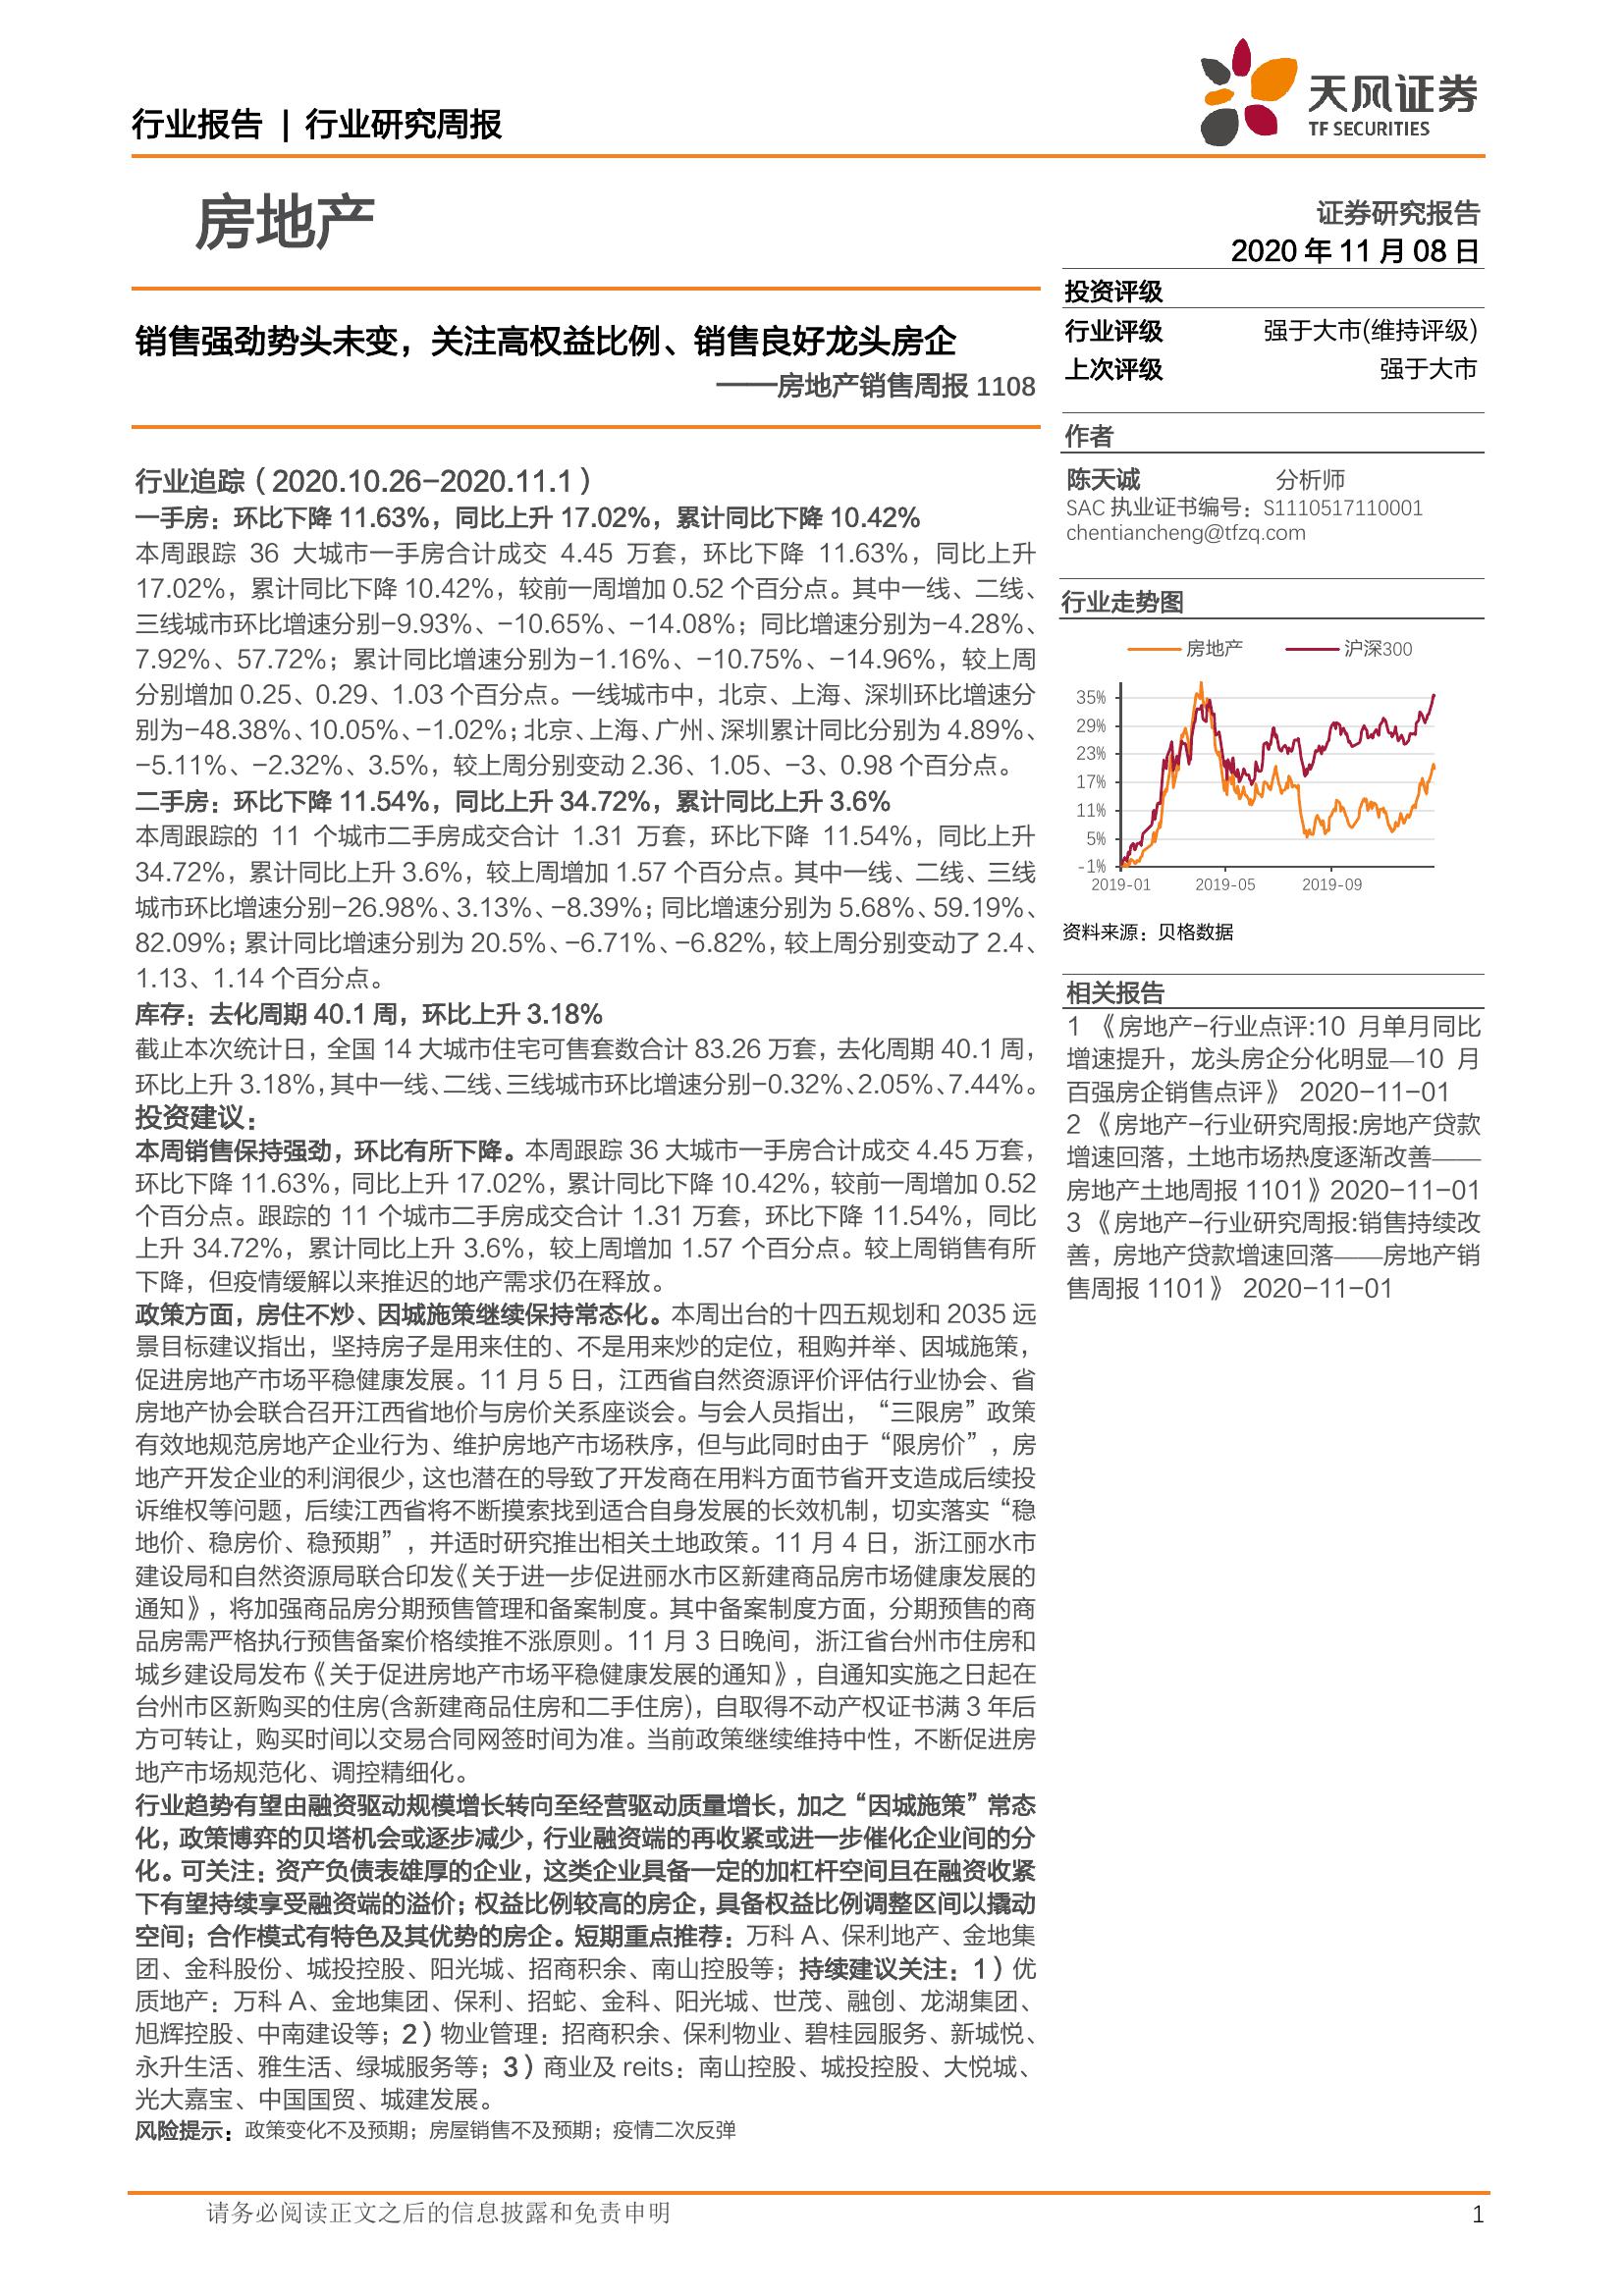 行业报告 | 行业研究周报
天风证券
TF SECURITIES
房地产
证券研究报告
2020 年 11 月 08 日
销售强劲势头未变，关注高权益比例、销售良好龙头房企
——房地产销售周报 1108
行业追踪（2020.10.26-2020.11.1）
一手房：环比下降 11.63%，同比上升 17.02%，累计同比下降 10.42%
本周跟踪 36 大城市一手房合计成交 4.45 万套，环比下降 11.63%，同比上升
17.02%，累计同比下降 10.42%，较前一周增加 0.52 个百分点。其中一线、二线、
三线城市环比增速分别-9.93%、-10.65%、-14.08%；同比增速分别为-4.28%、
7.92%、57.72%；累计同比增速分别为-1.16%、-10.75%、-14.96%，较上周
分别增加 0.25、0.29、1.03 个百分点。一线城市中，北京、上海、深圳环比增速分
别为-48.38%、10.05%、-1.02%；北京、上海、广州、深圳累计同比分别为 4.89%、
-5.11%、-2.32%、3.5%，较上周分别变动 2.36、1.05、-3、0.98 个百分点。
二手房：环比下降 11.54%，同比上升 34.72%，累计同比上升 3.6%
本周跟踪的 11 个城市二手房成交合计 1.31 万套，环比下降 11.54%，同比上升
34.72%，累计同比上升 3.6%，较上周增加 1.57 个百分点。其中一线、二线、三线
城市环比增速分别-26.98%、3.13%、-8.39%；同比增速分别为 5.68%、59.19%、
82.09%；累计同比增速分别为 20.5%、-6.71%、-6.82%，较上周分别变动了 2.4、
1.13、1.14 个百分点。
库存：去化周期 40.1 周，环比上升 3.18%
截止本次统计日，全国 14 大城市住宅可售套数合计 83.26 万套，去化周期 40.1 周，
环比上升 3.18%，其中一线、二线、三线城市环比增速分别-0.32%、2.05%、7.44%。
投资建议：
本周销售保持强劲，环比有所下降。本周跟踪 36 大城市一手房合计成交 4.45 万套，
环比下降 11.63%，同比上升 17.02%，累计同比下降 10.42%，较前一周增加 0.52
个百分点。跟踪的 11 个城市二手房成交合计 1.31 万套，环比下降 11.54%，同比
上升 34.72%，累计同比上升 3.6%，较上周增加 1.57 个百分点。较上周销售有所
下降，但疫情缓解以来推迟的地产需求仍在释放。
政策方面，房住不炒、因城施策继续保持常态化。本周出台的十四五规划和 2035 远
景目标建议指出，坚持房子是用来住的、不是用来炒的定位，租购并举、因城施策，
促进房地产市场平稳健康发展。11 月 5 日，江西省自然资源评价评估行业协会、省
房地产协会联合召开江西省地价与房价关系座谈会。与会人员指出，“三限房”政策
有效地规范房地产企业行为、维护房地产市场秩序，但与此同时由于“限房价”，房
地产开发企业的利润很少，这也潜在的导致了开发商在用料方面节省开支造成后续投
诉维权等问题，后续江西省将不断摸索找到适合自身发展的长效机制，切实落实“稳
地价、稳房价、稳预期”，并适时研究推出相关土地政策。11 月 4 日，浙江丽水市
建设局和自然资源局联合印发《关于进一步促进丽水市区新建商品房市场健康发展的
通知》，将加强商品房分期预售管理和备案制度。其中备案制度方面，分期预售的商
品房需严格执行预售备案价格续推不涨原则。11 月 3 日晚间，浙江省台州市住房和
城乡建设局发布《关于促进房地产市场平稳健康发展的通知》，自通知实施之日起在
台州市区新购买的住房(含新建商品住房和二手住房)，自取得不动产权证书满 3 年后
方可转让，购买时间以交易合同网签时间为准。当前政策继续维持中性，不断促进房
地产市场规范化、调控精细化。
行业趋势有望由融资驱动规模增长转向至经营驱动质量增长，加之“因城施策”常态
化，政策博弈的贝塔机会或逐步减少，行业融资端的再收紧或进一步催化企业间的分
化。可关注：资产负债表雄厚的企业，这类企业具备一定的加杠杆空间且在融资收紧
下有望持续享受融资端的溢价；权益比例较高的房企，具备权益比例调整区间以撬动
空间；合作模式有特色及其优势的房企。短期重点推荐：万科 A、保利地产、金地集
团、金科股份、城投控股、阳光城、招商积余、南山控股等；持续建议关注：1）优
质地产：万科 A、金地集团、保利、招蛇、金科、阳光城、世茂、融创、龙湖集团、
旭辉控股、中南建设等；2）物业管理：招商积余、保利物业、碧桂园服务、新城悦、
永升生活、雅生活、绿城服务等；3）商业及 reits：南山控股、城投控股、大悦城、
光大嘉宝、中国国贸、城建发展。
风险提示：政策变化不及预期；房屋销售不及预期；疫情二次反弹
投资评级
行业评级 强于大市(维持评级)
上次评级 强于大市
作者
陈天诚 分析师
SAC 执业证书编号：S1110517110001
chentiancheng@tfzq.com
行业走势图
房地产 沪深300
35%
29%
23%
17%
11%
5%
-1%
2019-01 2019-05 2019-09
资料来源：贝格数据
相关报告
1 《房地产-行业点评:10 月单月同比
增速提升，龙头房企分化明显—10 月
百强房企销售点评》 2020-11-01
2 《房地产-行业研究周报:房地产贷款
增速回落，土地市场热度逐渐改善——
房地产土地周报 1101》2020-11-01
3 《房地产-行业研究周报:销售持续改
善，房地产贷款增速回落——房地产销
售周报 1101》 2020-11-01
请务必阅读正文之后的信息披露和免责申明 1